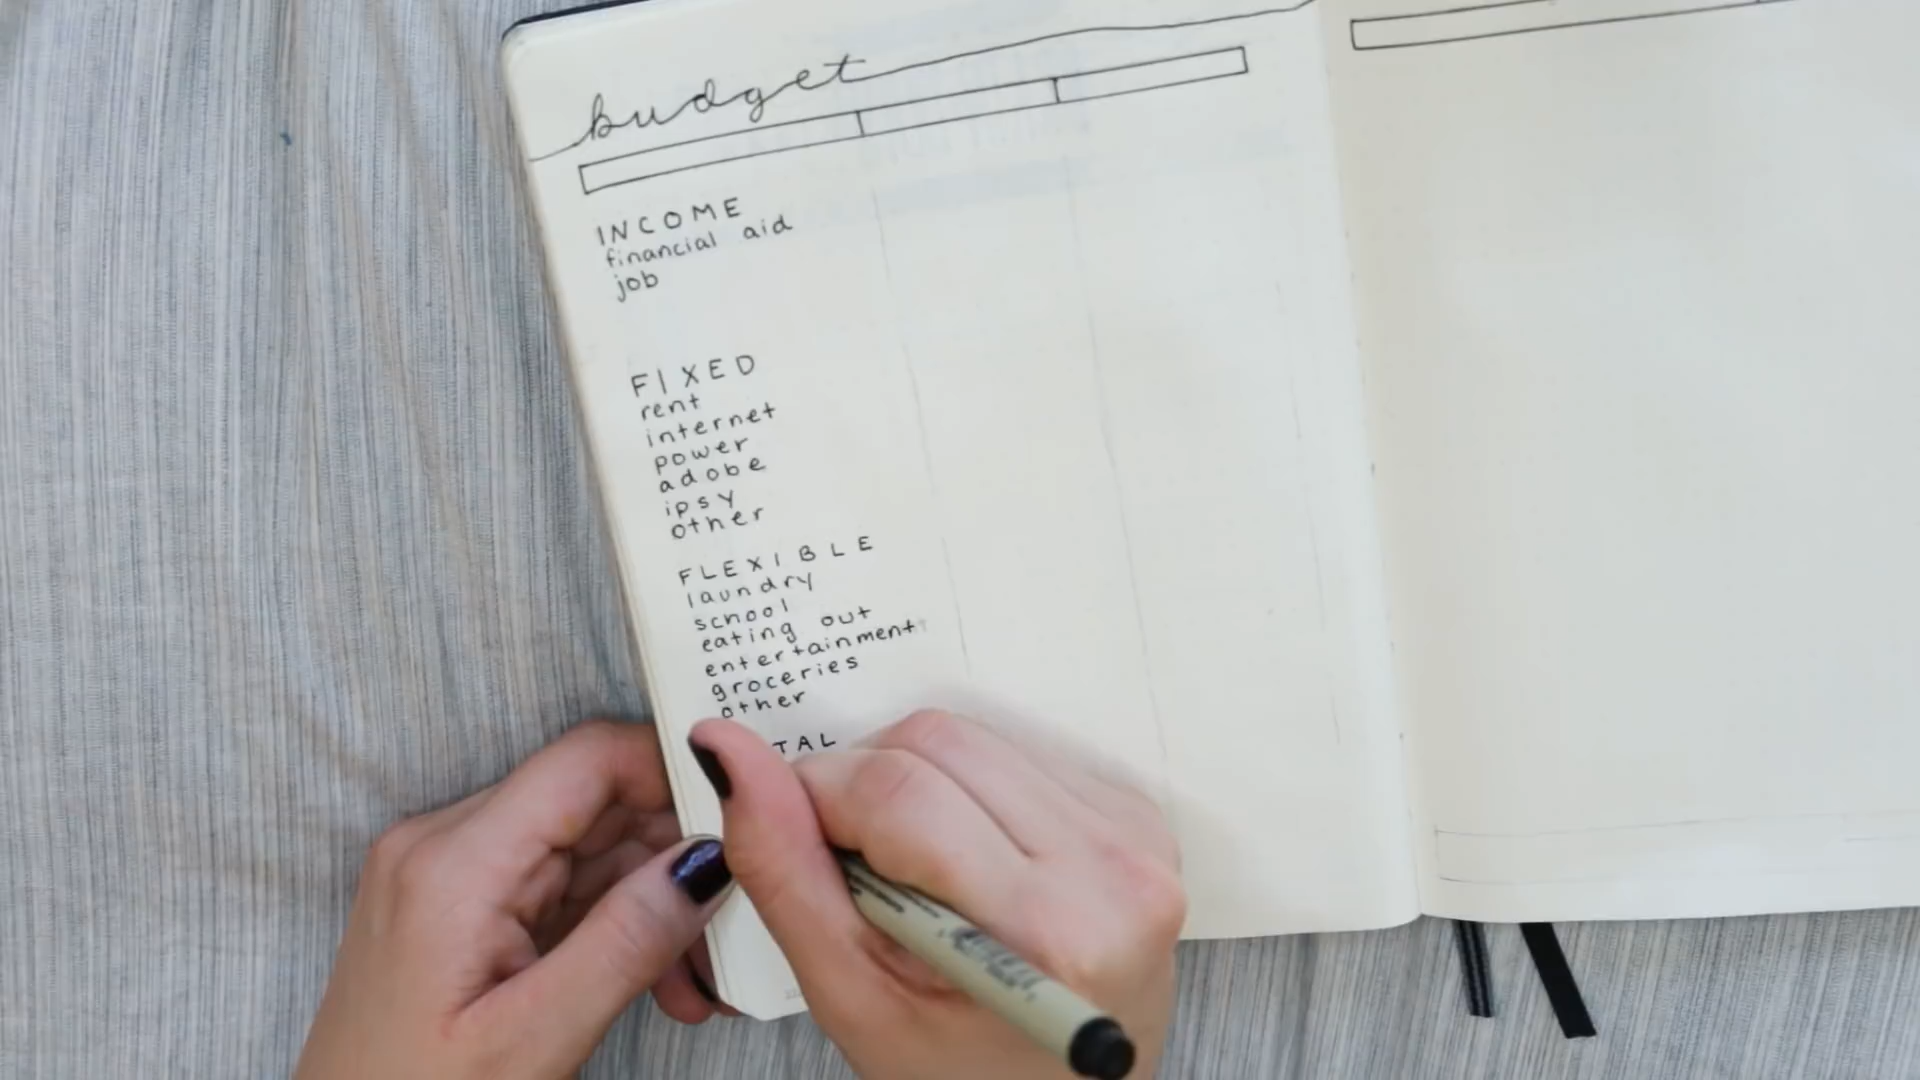 budget
INCOME
financial aid
job
FIXED
rent
internet
power
adobe
ipsy
other
FLEXIBLE
laundry
school
eating out
entertainment
groceries
other
TAL